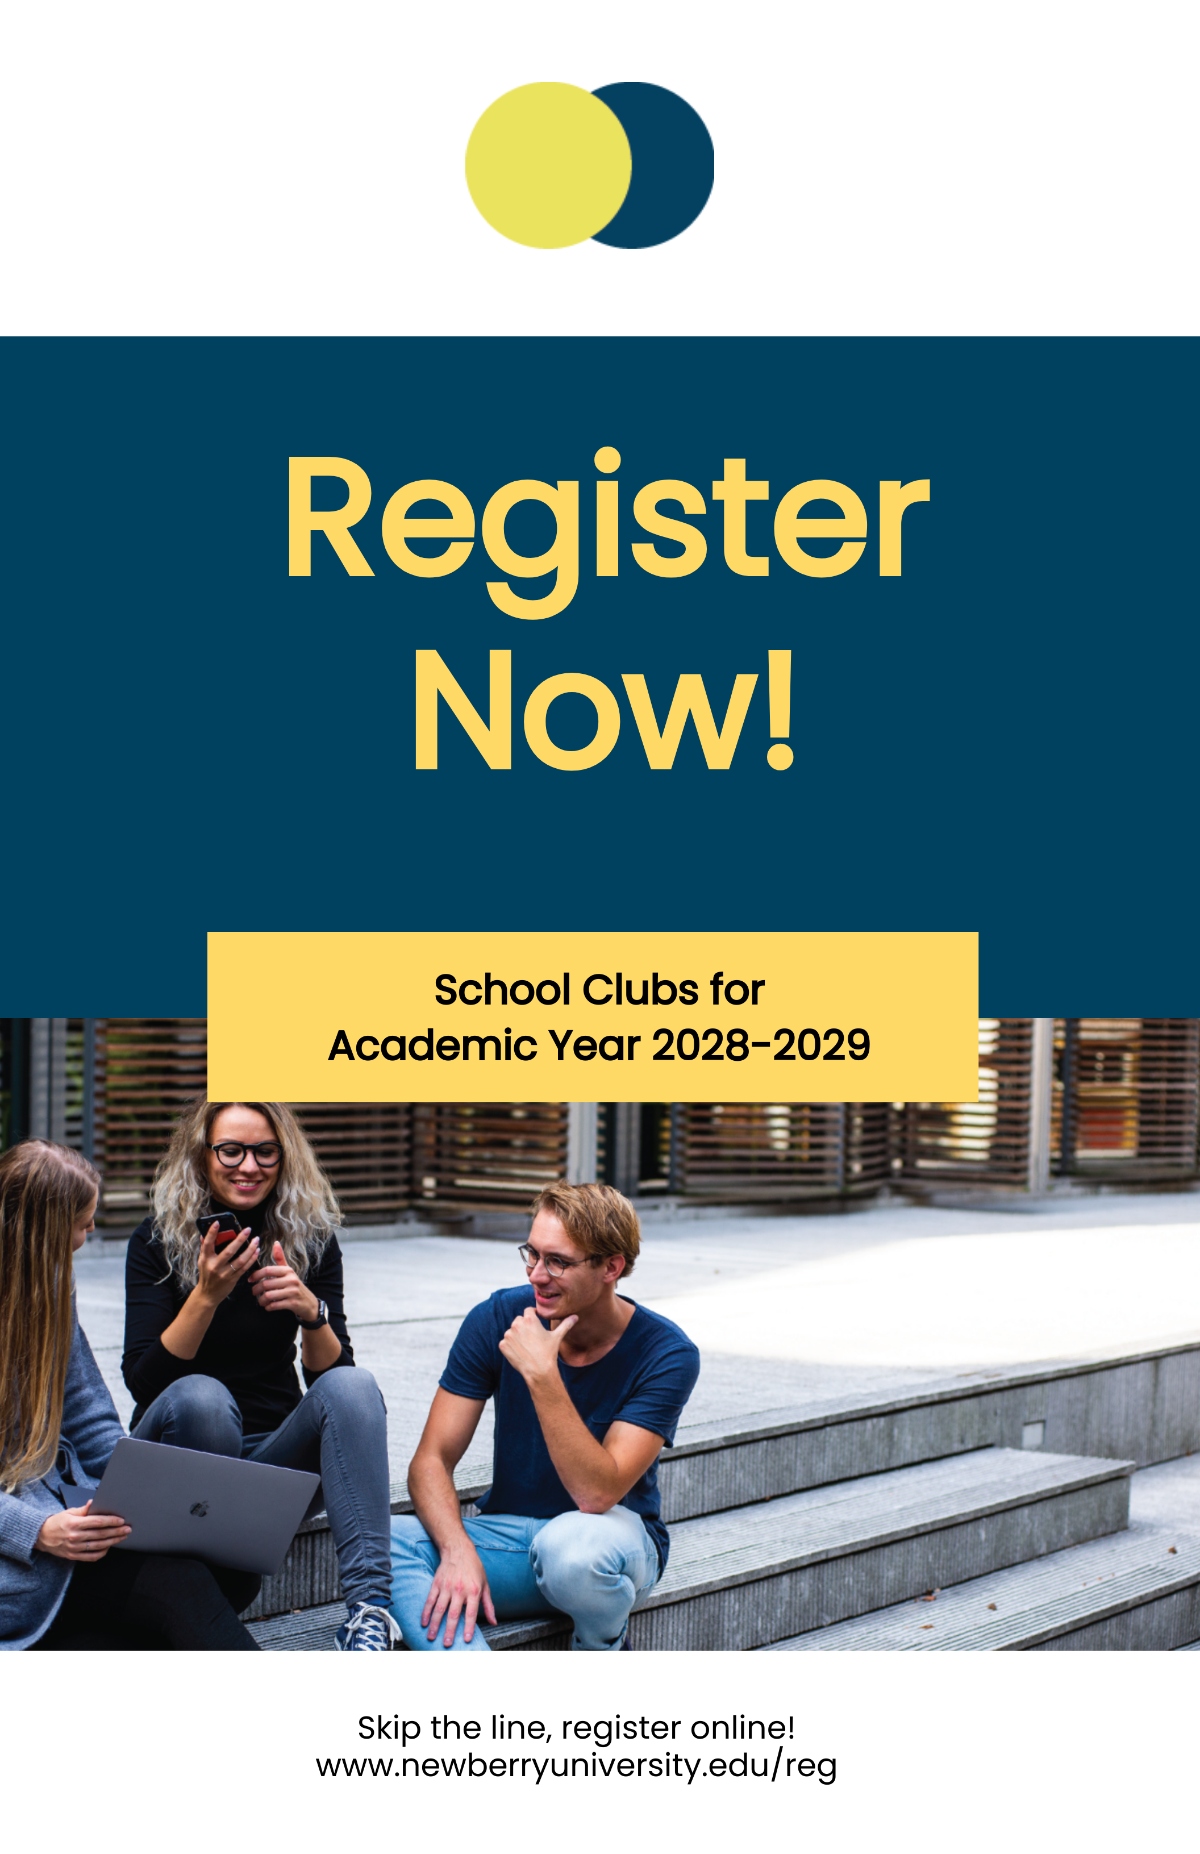 Register
Now!
School Clubs for
Academic Year 2028-2029
Skip the line, register online!
www.newberryuniversity.edu/reg